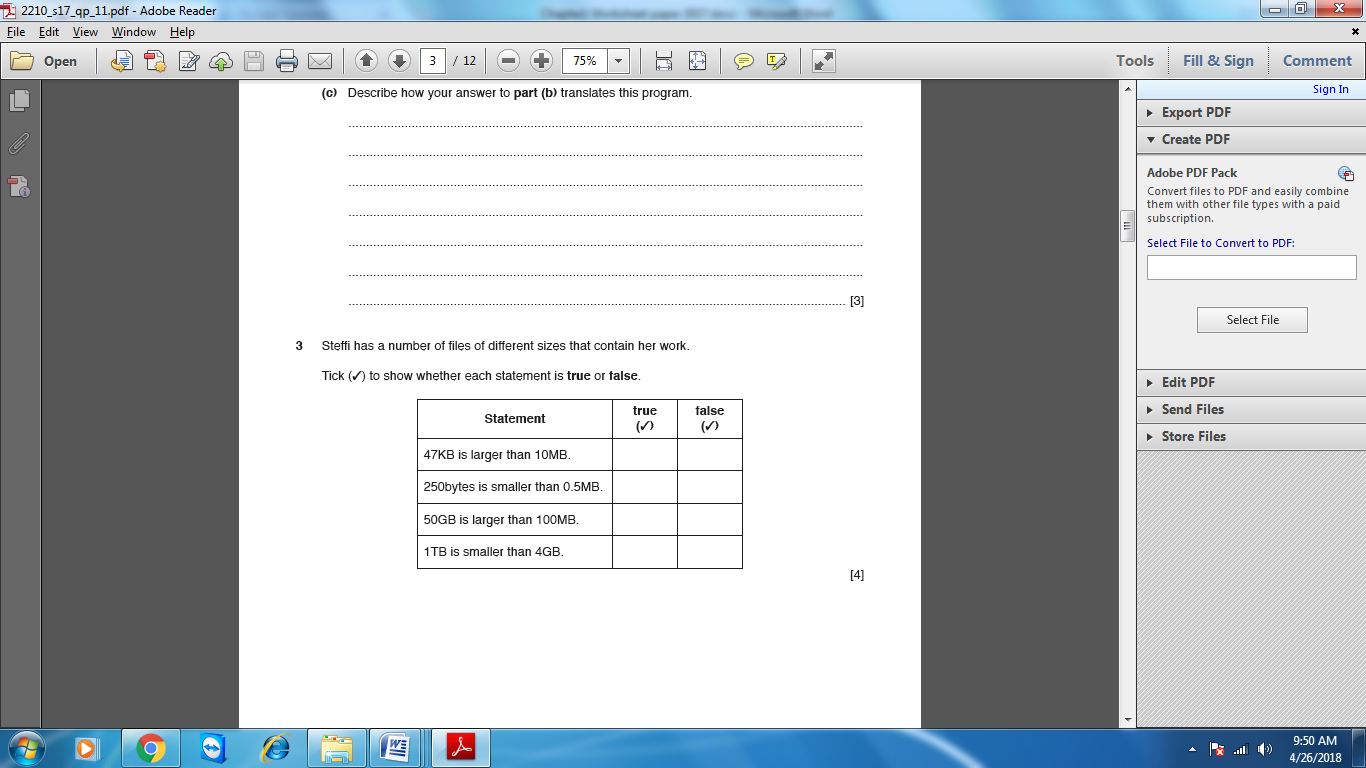 2210_s17_qp_11.pdf - Adobe Reader
File Edit View Window Help
Open 3 / 12 75% Tools Fill & Sign Comment
Sign In
(c) Describe how your answer to part (b) translates this program.
[3]
3 Steffi has a number of files of different sizes that contain her work.
Tick (✓) to show whether each statement is true or false.
Statement true (✓) false (✓)
47KB is larger than 10MB.
250bytes is smaller than 0.5MB.
50GB is larger than 100MB.
1TB is smaller than 4GB.
[4]
Export PDF
Create PDF
Adobe PDF Pack
Convert files to PDF and easily combine
them with other file types with a paid
subscription.
Select File to Convert to PDF:
Select File
Edit PDF
Send Files
Store Files
9:50 AM
4/26/2018